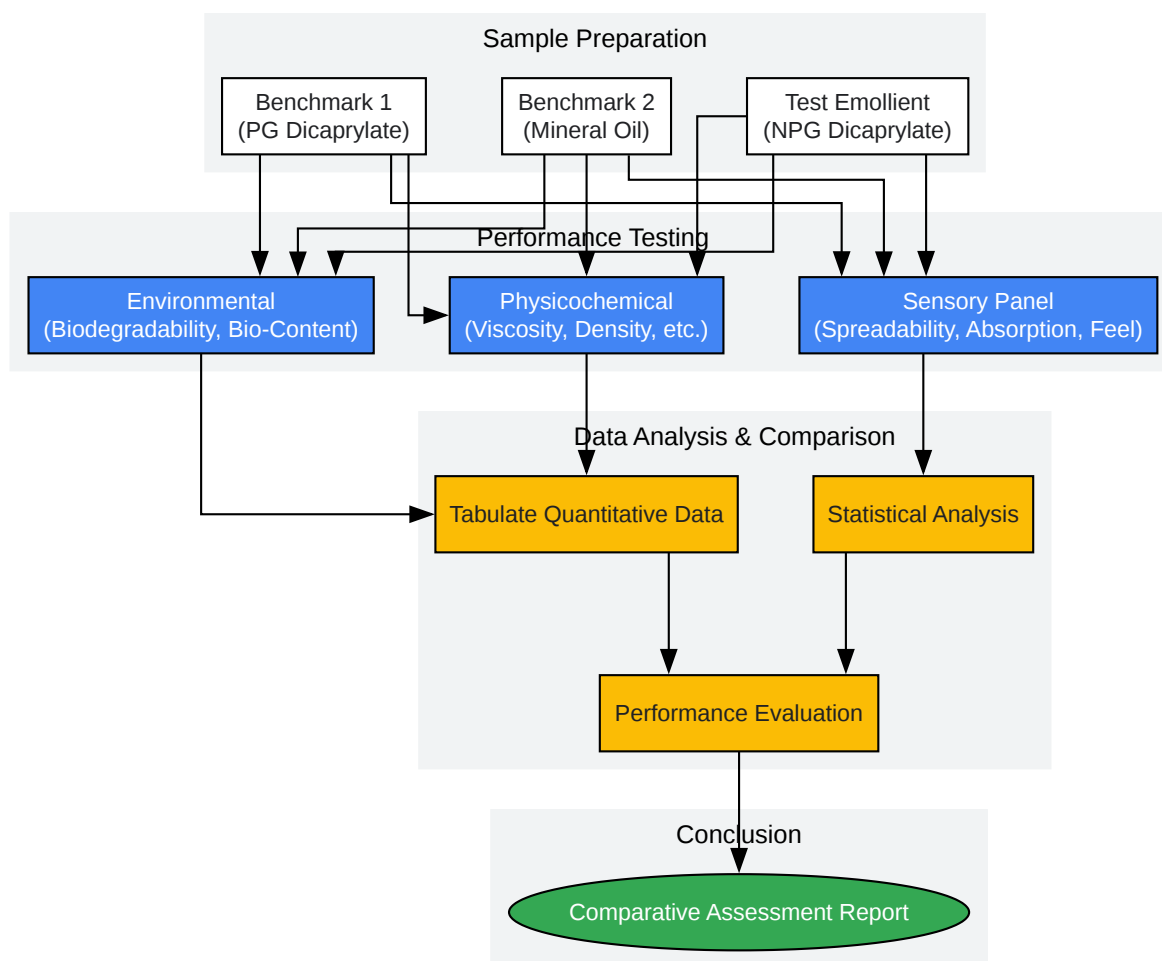 Sample Preparation
Benchmark 1
(PG Dicaprylate)
Benchmark 2
(Mineral Oil)
Test Emollient
(NPG Dicaprylate)
Performance Testing
Environmental
(Biodegradability, Bio-Content)
Physicochemical
(Viscosity, Density, etc.)
Sensory Panel
(Spreadability, Absorption, Feel)
Data Analysis & Comparison
Tabulate Quantitative Data
Statistical Analysis
Performance Evaluation
Conclusion
Comparative Assessment Report